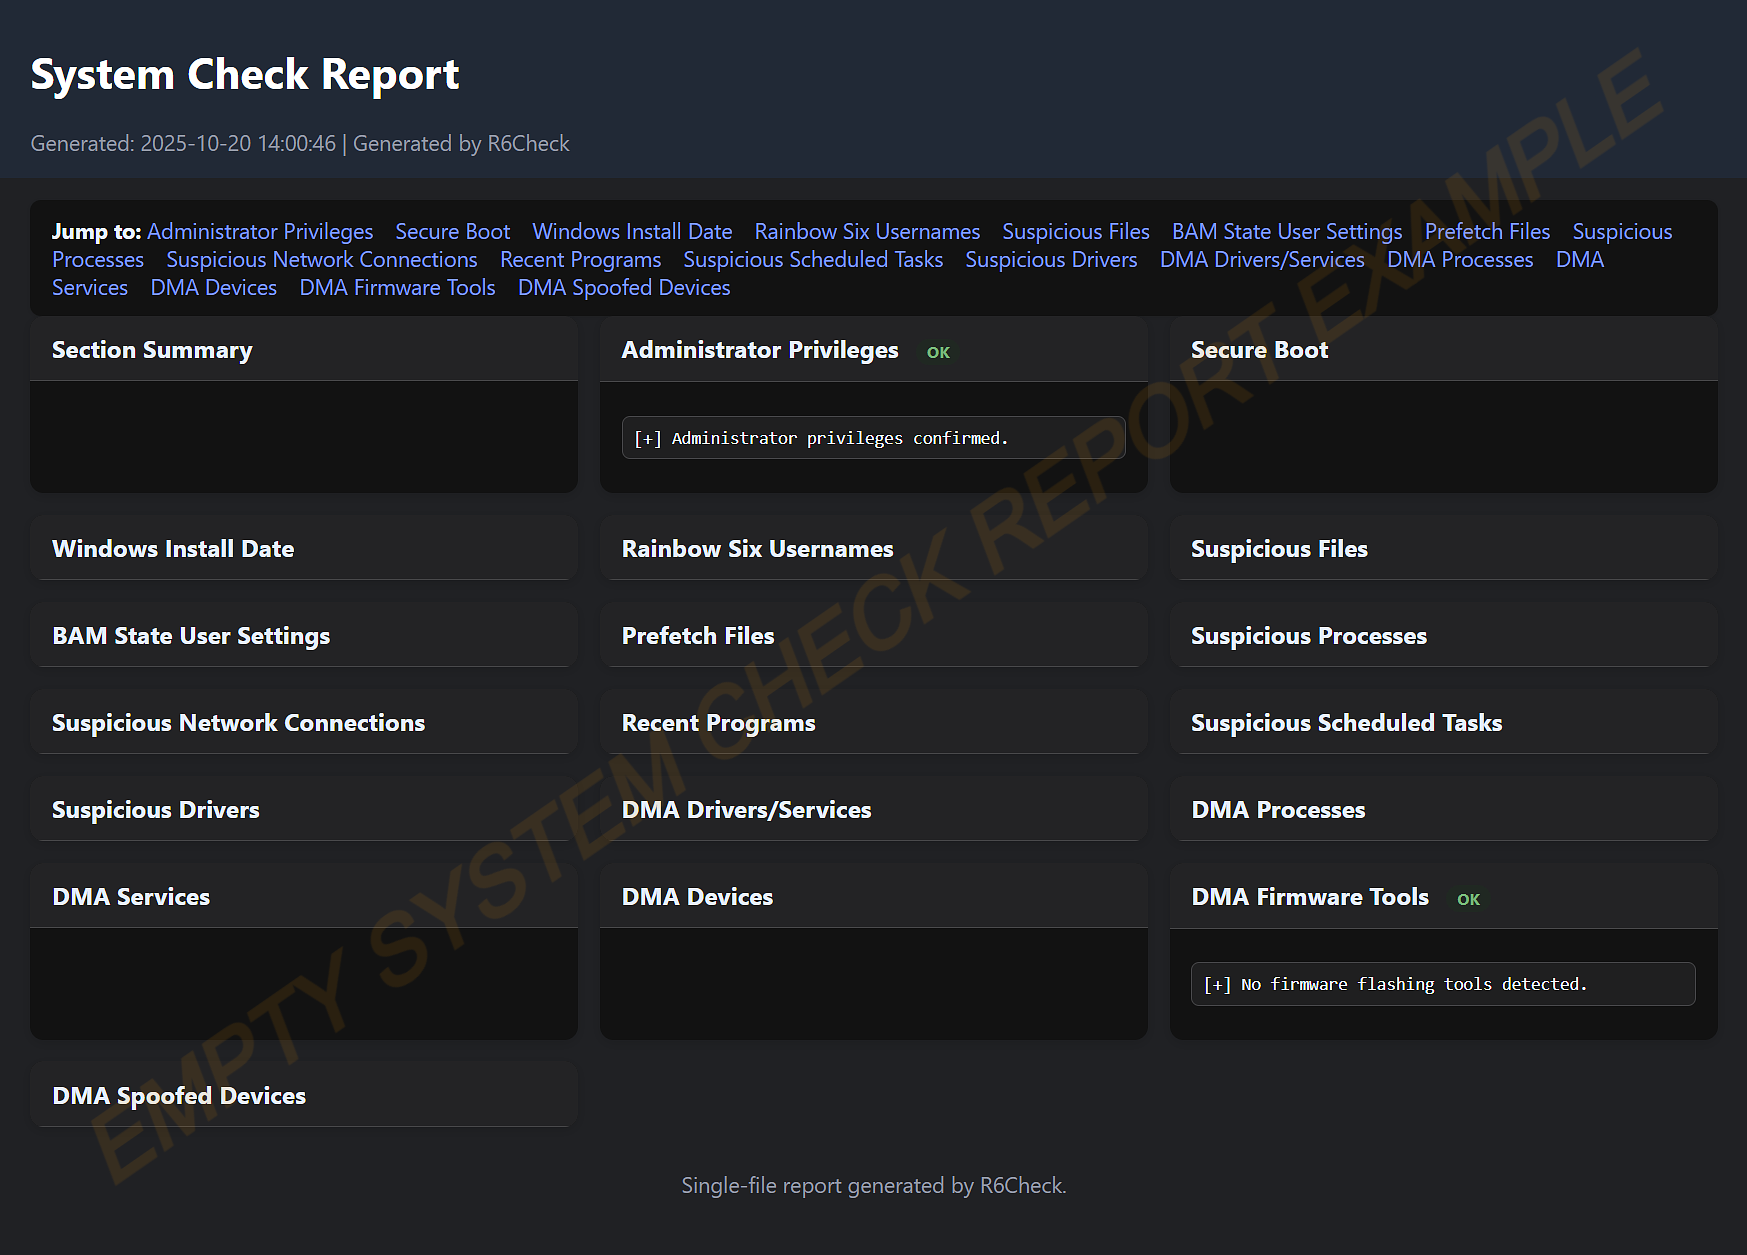 System Check Report
Generated: 2025-10-20 14:00:46 | Generated by R6Check
Jump to: Administrator Privileges Secure Boot Windows Install Date Rainbow Six Usernames Suspicious Files BAM State User Settings Prefetch Files Suspicious
Processes Suspicious Network Connections Recent Programs Suspicious Scheduled Tasks Suspicious Drivers DMA Drivers/Services DMA Processes DMA
Services DMA Devices DMA Firmware Tools DMA Spoofed Devices
Section Summary
Administrator Privileges OK
[+] Administrator privileges confirmed.
Secure Boot
Windows Install Date
Rainbow Six Usernames
Suspicious Files
BAM State User Settings
Prefetch Files
Suspicious Processes
Suspicious Network Connections
Recent Programs
Suspicious Scheduled Tasks
Suspicious Drivers
DMA Drivers/Services
DMA Processes
DMA Services
DMA Devices
DMA Firmware Tools OK
[+] No firmware flashing tools detected.
DMA Spoofed Devices
Single-file report generated by R6Check.
EMPTY SYSTEM CHECK REPORT EXAMPLE